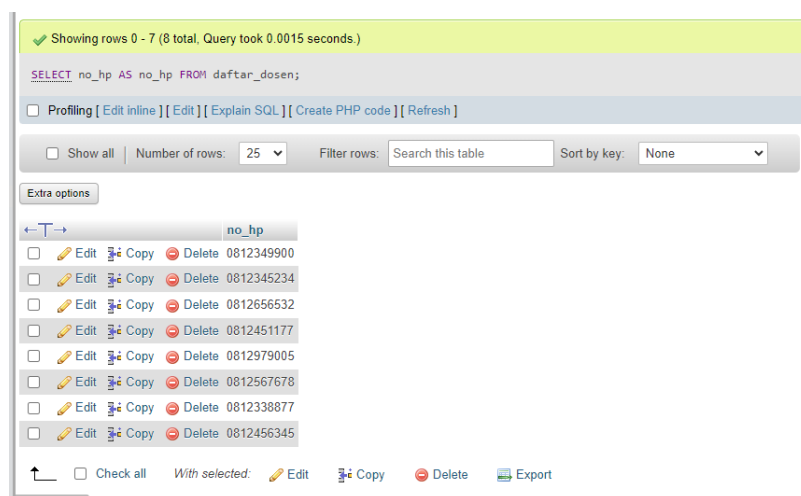 Showing rows 0 - 7 (8 total, Query took 0.0015 seconds.)
SELECT no_hp AS no_hp FROM daftar_dosen;
Profiling [ Edit inline ] [ Edit ] [ Explain SQL ] [ Create PHP code ] [ Refresh ]
Show all | Number of rows: 25 Filter rows: Search this table Sort by key: None
Extra options
←T→ no_hp
Edit Copy Delete 0812349900
Edit Copy Delete 0812345234
Edit Copy Delete 0812656532
Edit Copy Delete 0812451177
Edit Copy Delete 0812979005
Edit Copy Delete 0812567678
Edit Copy Delete 0812338877
Edit Copy Delete 0812456345
Check all With selected: Edit Copy Delete Export